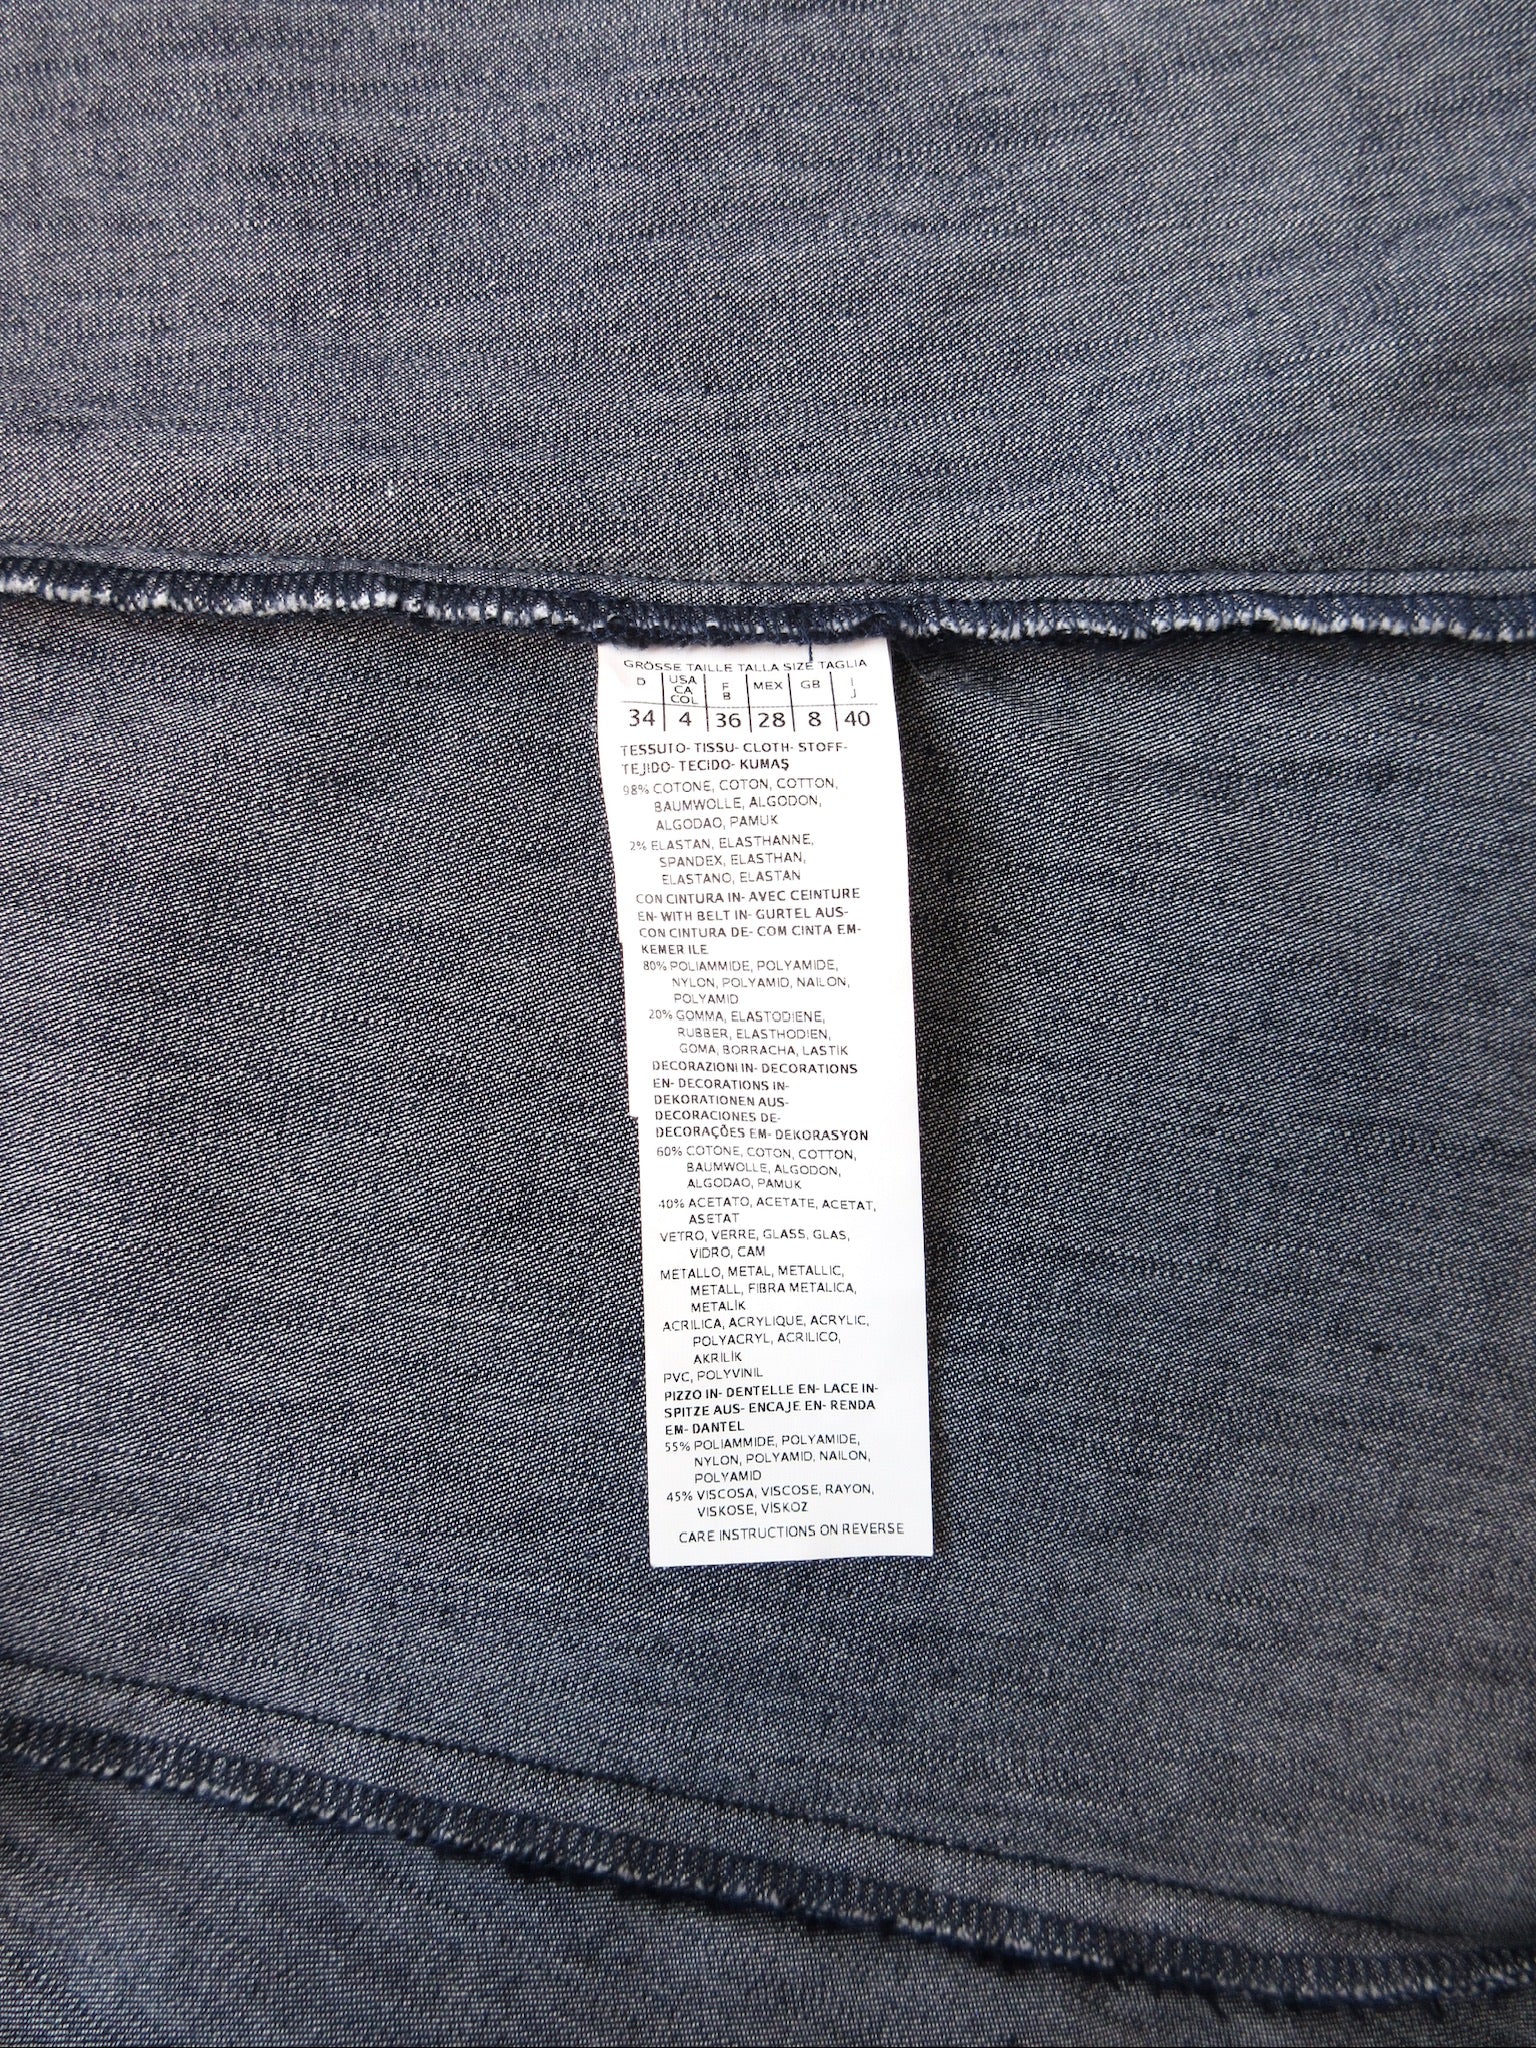 GRÖSSE TAILLE TALLA SIZE TAGLIA
D USA CA COL F B MEX GB I J
34 4 36 28 8 40
TESSUTO- TISSU- CLOTH- STOFF-
TEJIDO- TECIDO- KUMAŞ
98% COTONE, COTON, COTTON,
BAUMWOLLE, ALGODON,
ALGODAO, PAMUK
2% ELASTAN, ELASTHANNE,
SPANDEX, ELASTHAN,
ELASTANO, ELASTAN
CON CINTURA IN- AVEC CEINTURE
EN- WITH BELT IN- GURTEL AUS-
CON CINTURA DE- COM CINTA EM-
KEMER ILE
80% POLIAMMIDE, POLYAMIDE,
NYLON, POLYAMID, NAILON,
POLYAMID
20% GOMMA, ELASTODIENE,
RUBBER, ELASTHODIEN,
GOMA, BORRACHA, LASTİK
DECORAZIONI IN- DECORATIONS
EN- DECORATIONS IN-
DEKORATIONEN AUS-
DECORACIONES DE-
DECORAÇÕES EM- DEKORASYON
60% COTONE, COTON, COTTON,
BAUMWOLLE, ALGODON,
ALGODAO, PAMUK
40% ACETATO, ACETATE, ACETAT,
ASETAT
VETRO, VERRE, GLASS, GLAS,
VIDRO, CAM
METALLO, METAL, METALLIC,
METALL, FIBRA METALICA,
METALİK
ACRILICA, ACRYLIQUE, ACRYLIC,
POLYACRYL, ACRILICO,
AKRİLİK
PVC, POLYVINIL
PIZZO IN- DENTELLE EN- LACE IN-
SPITZE AUS- ENCAJE EN- RENDA
EM- DANTEL
55% POLIAMMIDE, POLYAMIDE,
NYLON, POLYAMID, NAILON,
POLYAMID
45% VISCOSA, VISCOSE, RAYON,
VISKOSE, VİSKOZ
CARE INSTRUCTIONS ON REVERSE